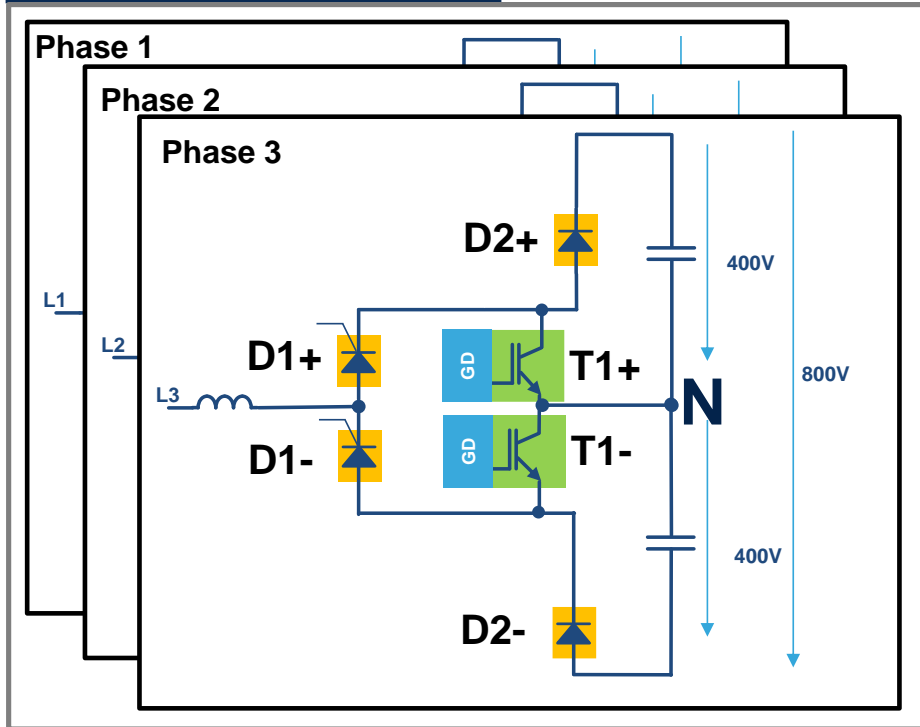 Phase 1
Phase 2
Phase 3
D2+
400V
L1
L2
D1+
GD
T1+
800V
L3
N
D1-
GD
T1-
400V
D2-